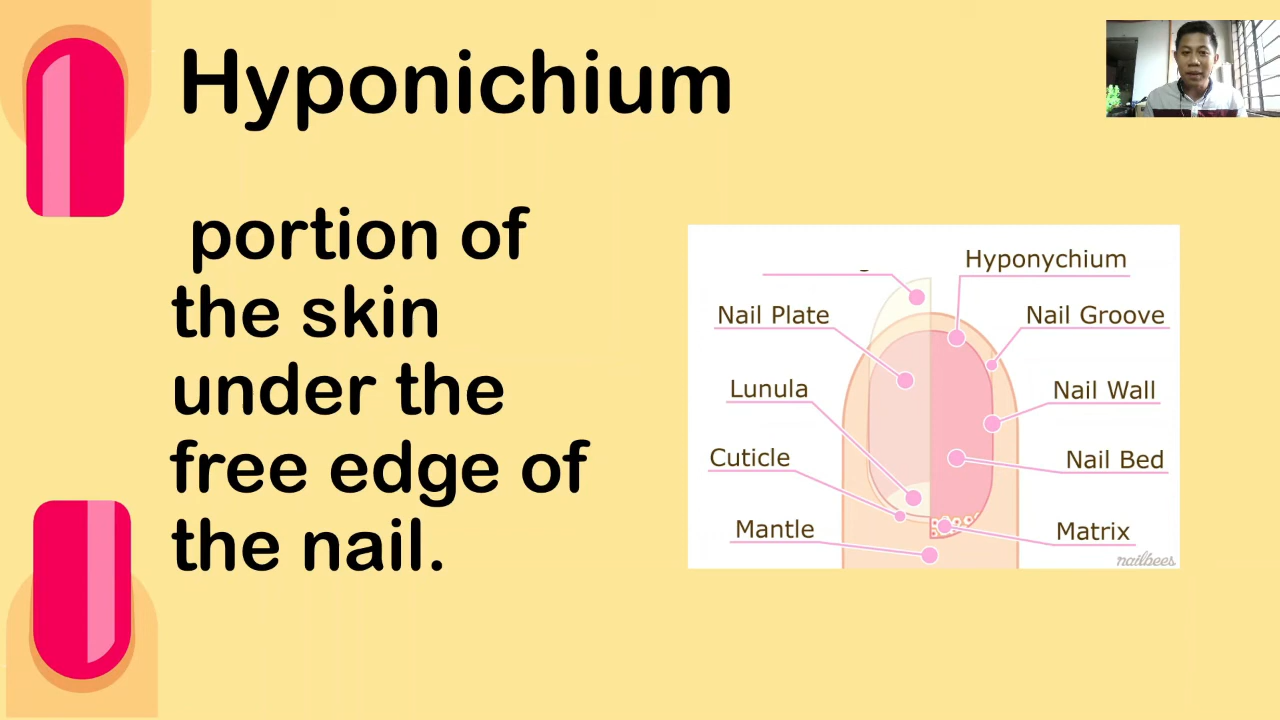 Hyponichium
portion of
the skin
under the
free edge of
the nail.
Hyponychium
Nail Plate
Nail Groove
Lunula
Nail Wall
Cuticle
Nail Bed
Mantle
Matrix
nailbees